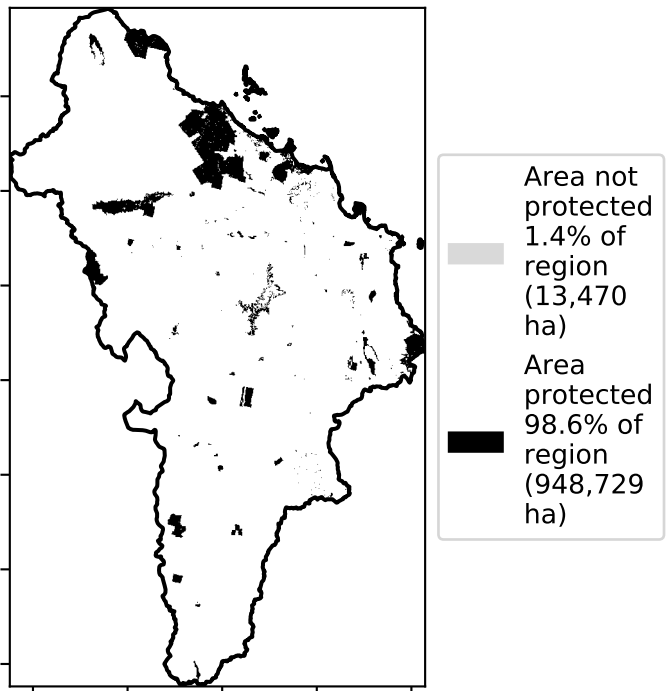 Area not
protected
1.4% of
region
(13,470
ha)
Area
protected
98.6% of
region
(948,729
ha)